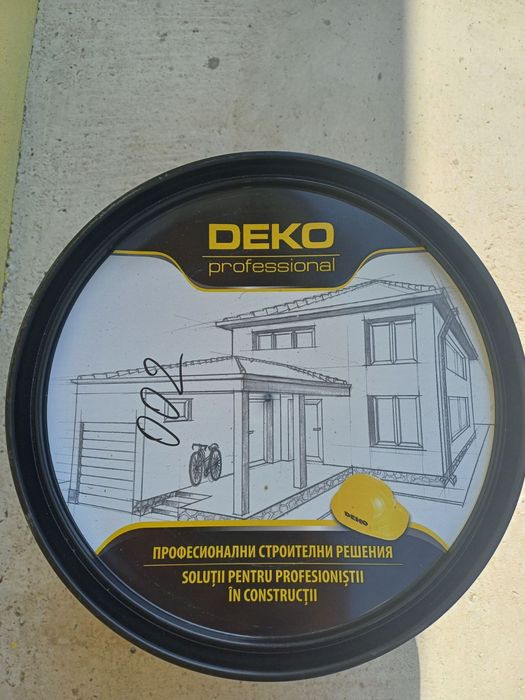 DEKO
professional
002
DEKO
ПРОФЕСИОНАЛНИ СТРОИТЕЛНИ РЕШЕНИЯ
SOLUȚII PENTRU PROFESIONIȘTII
ÎN CONSTRUCȚII